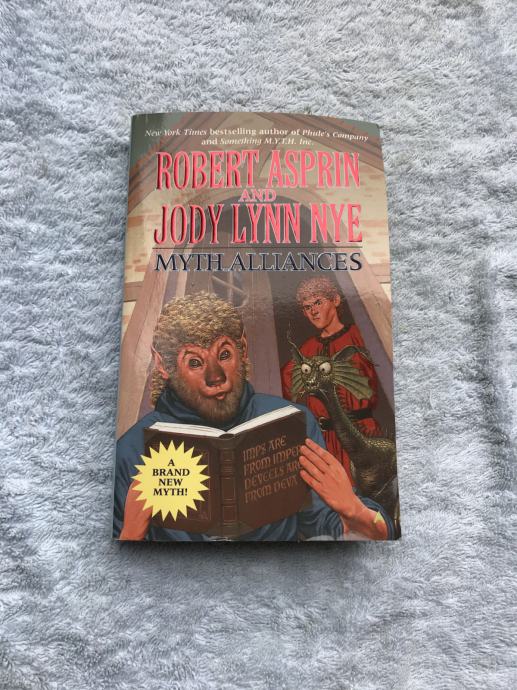 New York Times bestselling author of Phule's Company
and Something M.Y.T.H. Inc.
ROBERT ASPRIN
AND
JODY LYNN NYE
MYTH ALLIANCES
IMPS ARE
FROM IMPER
DEVEELS ARE
FROM DEVA
A
BRAND
NEW
MYTH!